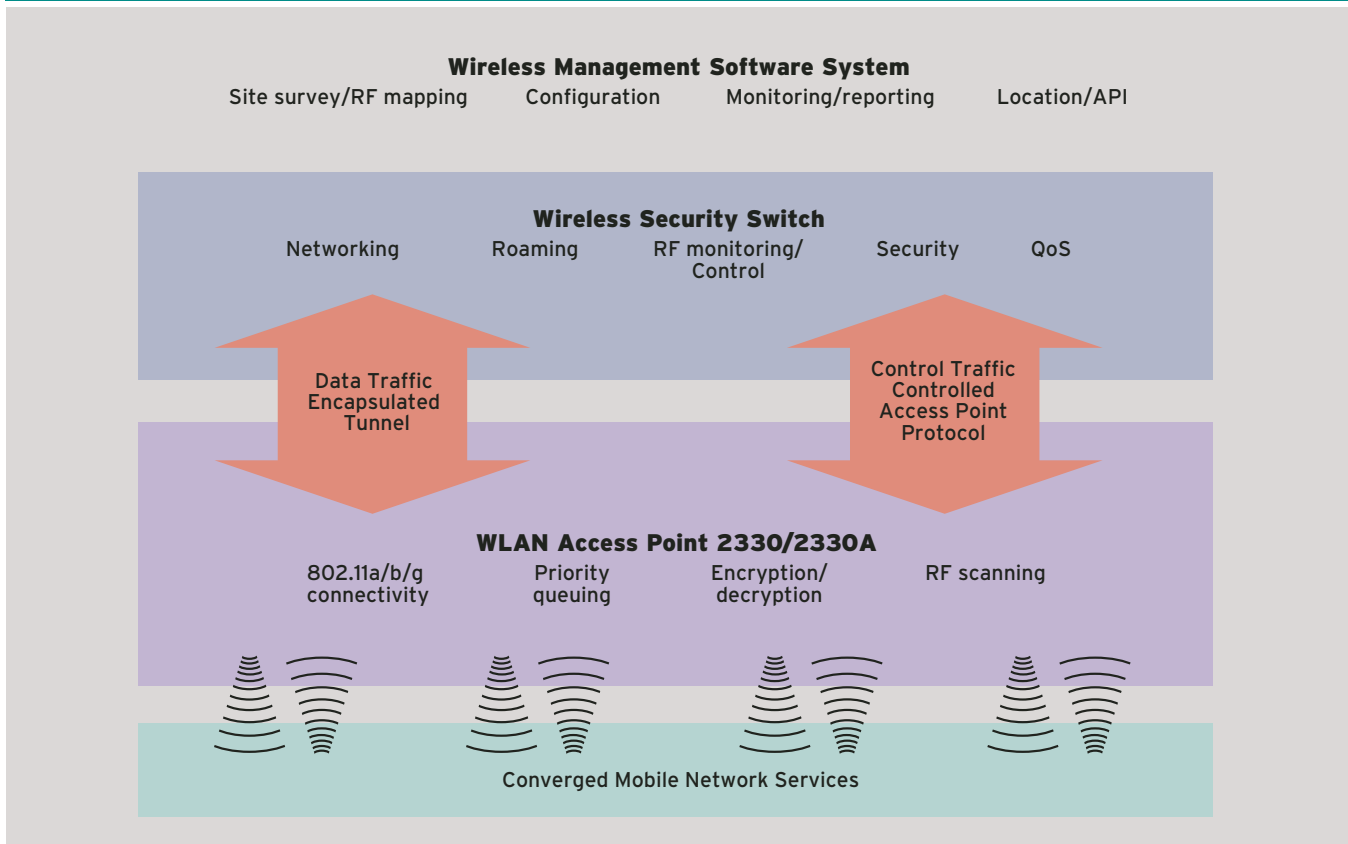 Wireless Management Software System
Site survey/RF mapping Configuration Monitoring/reporting Location/API
Wireless Security Switch
Networking Roaming RF monitoring/ Security QoS
Control
Data Traffic
Encapsulated
Tunnel
Control Traffic
Controlled
Access Point
Protocol
WLAN Access Point 2330/2330A
802.11a/b/g Priority Encryption/ RF scanning
connectivity queuing decryption
Converged Mobile Network Services